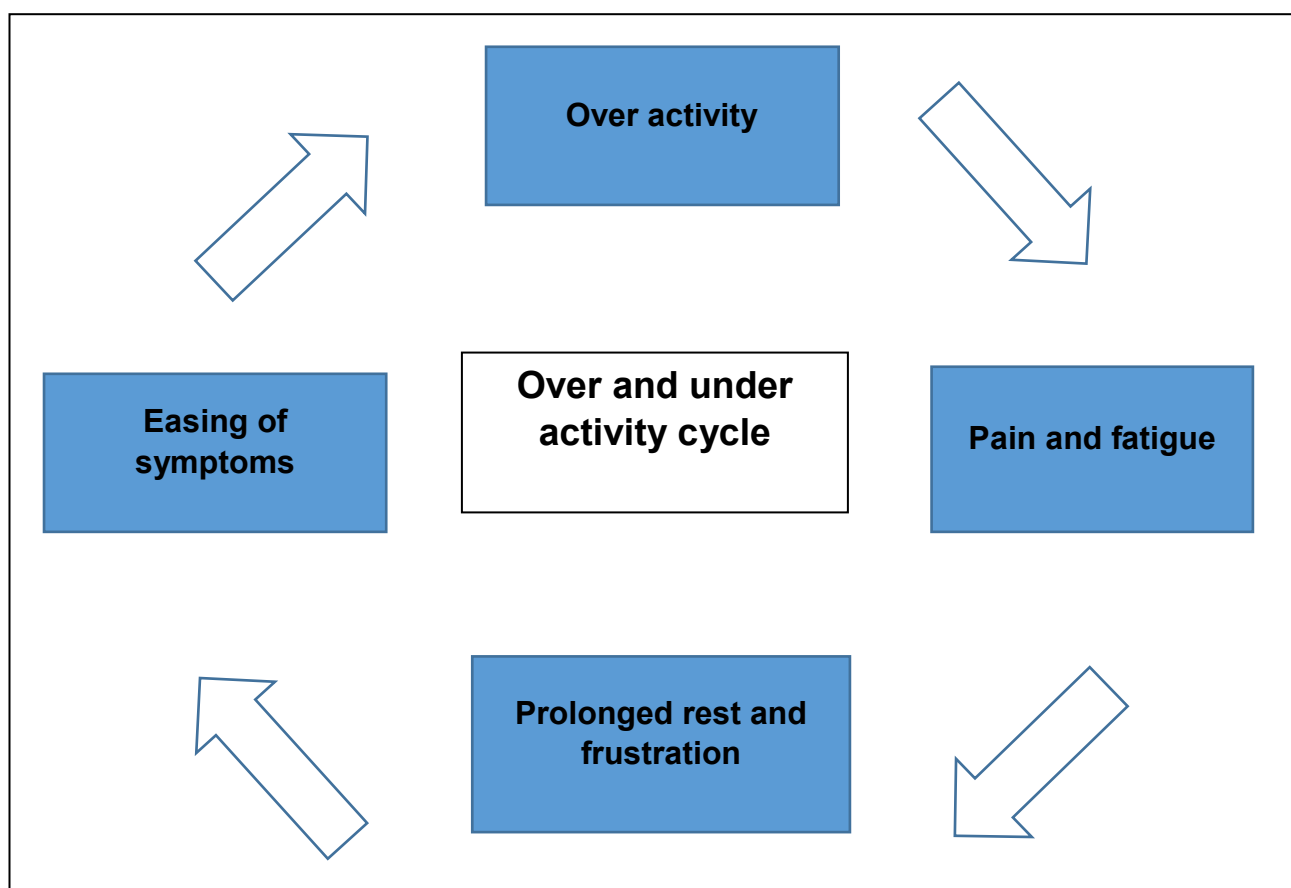 Over activity
Easing of
symptoms
Over and under
activity cycle
Pain and fatigue
Prolonged rest and
frustration